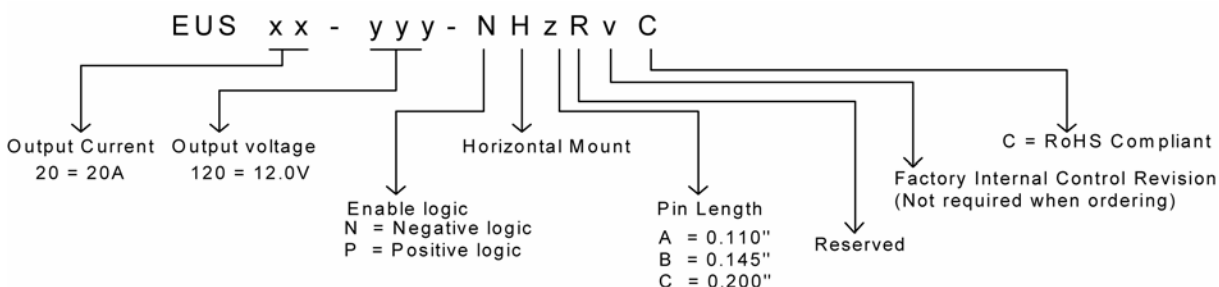 EUS xx - yyy - N H z R v C
Output Current
20 = 20A
Output voltage
120 = 12.0V
Enable logic
N = Negative logic
P = Positive logic
Horizontal Mount
Pin Length
A = 0.110"
B = 0.145"
C = 0.200"
Reserved
Factory Internal Control Revision
(Not required when ordering)
C = RoHS Compliant